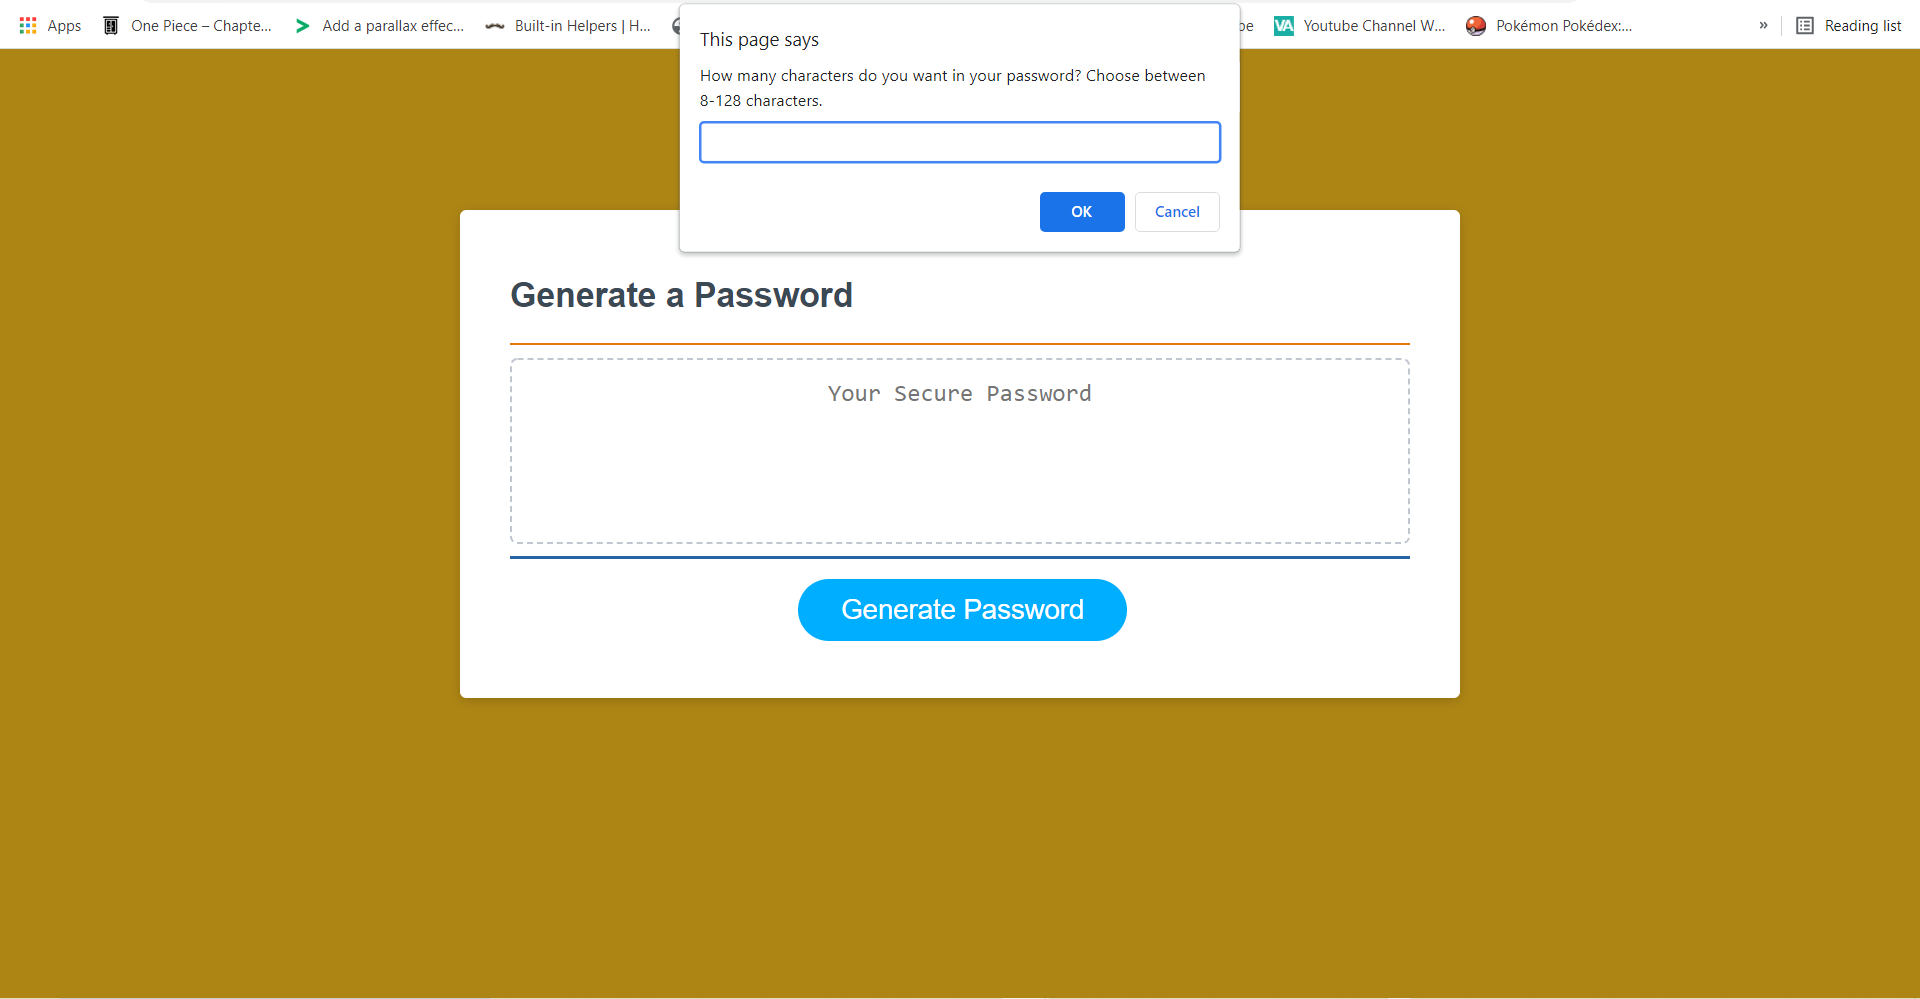 Apps One Piece – Chapte... Add a parallax effec... Built-in Helpers | H... be VA Youtube Channel W... Pokémon Pokédex:... » Reading list
This page says
How many characters do you want in your password? Choose between
8-128 characters.
OK Cancel
Generate a Password
Your Secure Password
Generate Password